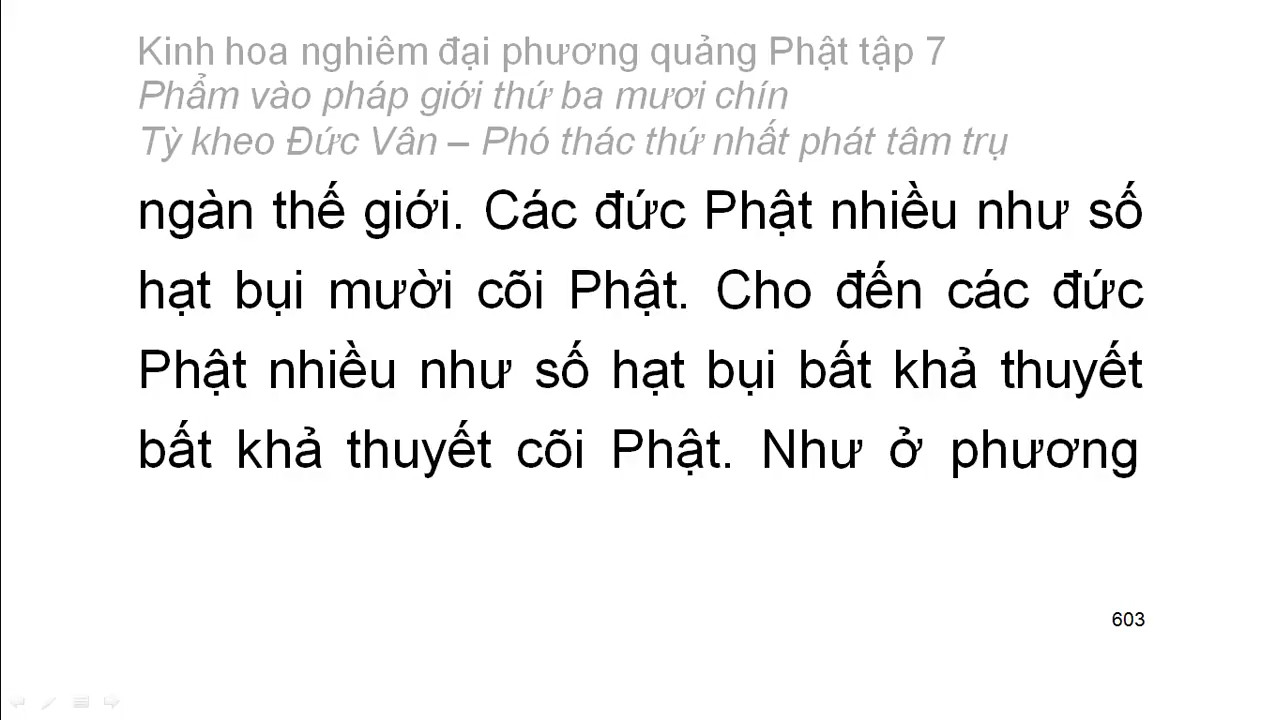 Kinh hoa nghiêm đại phương quảng Phật tập 7
Phẩm vào pháp giới thứ ba mươi chín
Tỳ kheo Đức Vân – Phó thác thứ nhất phát tâm trụ
ngàn thế giới. Các đức Phật nhiều như số
hạt bụi mười cõi Phật. Cho đến các đức
Phật nhiều như số hạt bụi bất khả thuyết
bất khả thuyết cõi Phật. Như ở phương
603